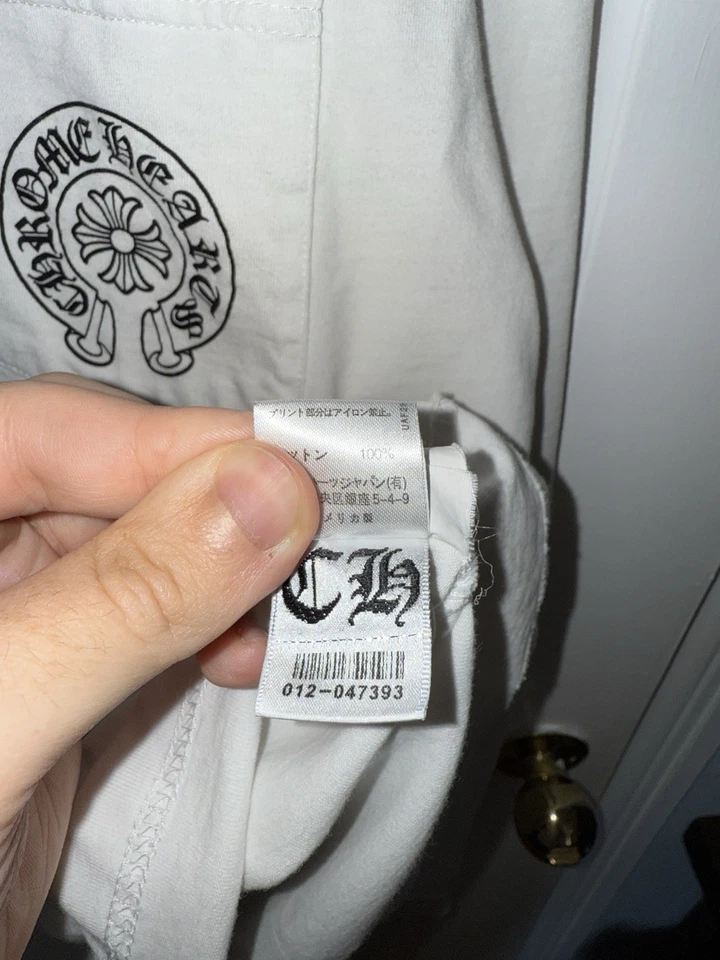 CHROME HEARTS
プリント部分はアイロン禁止。
ットン 100%
ーツジャパン(有)
央区銀座5-4-9
メリカ製
CH
012-047393